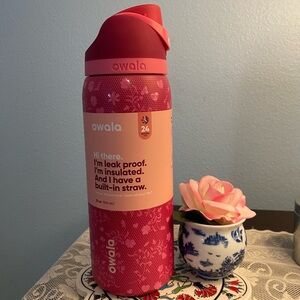 owala
owala
24
Hi there.
I'm leak proof.
I'm insulated.
And I have a
built-in straw.
owala